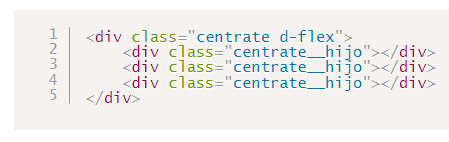 1 <div class="centrate d-flex">
2     <div class="centrate__hijo"></div>
3     <div class="centrate__hijo"></div>
4     <div class="centrate__hijo"></div>
5 </div>